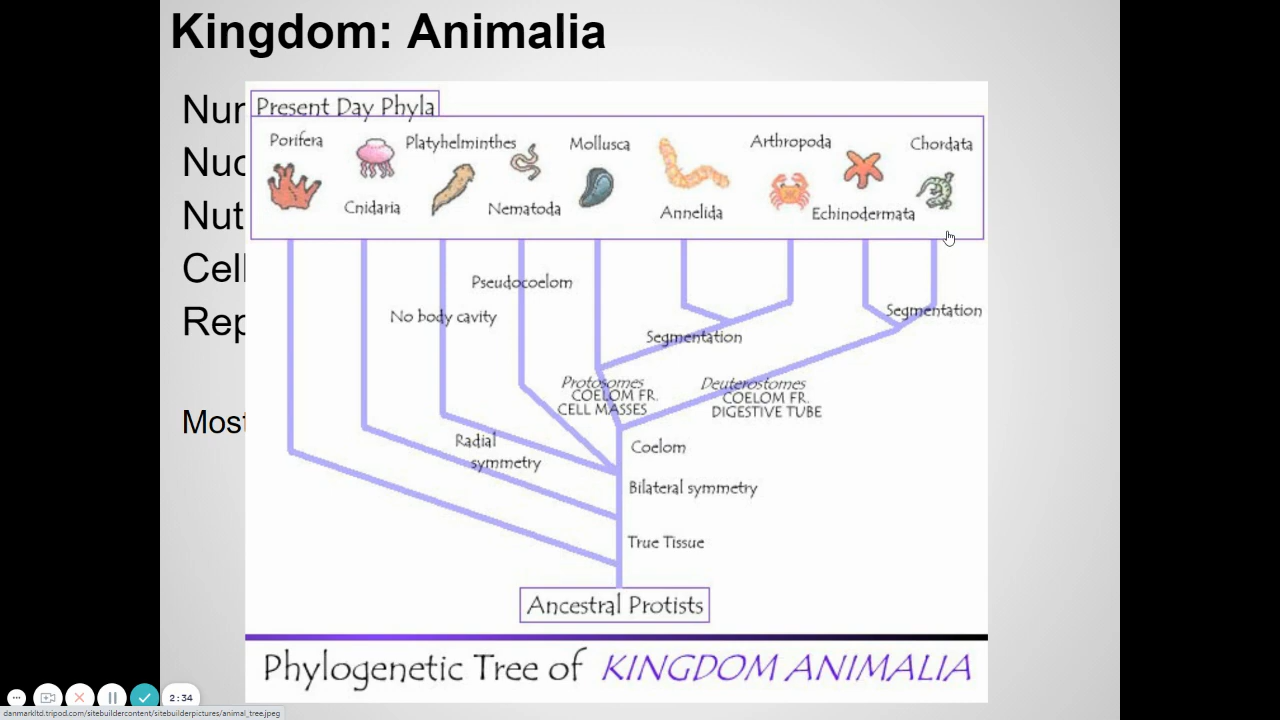 Kingdom: Animalia
Nur
Nuc
Nut
Cell
Rep
Most
Present Day Phyla
Porifera
Cnidaria
Platyhelminthes
Nematoda
Mollusca
Annelida
Arthropoda
Echinodermata
Chordata
Pseudocoelom
No body cavity
Segmentation
Segmentation
Protosomes
COELOM FR.
CELL MASSES
Deuterostomes
COELOM FR.
DIGESTIVE TUBE
Radial
symmetry
Coelom
Bilateral symmetry
True Tissue
Ancestral Protists
Phylogenetic Tree of KINGDOM ANIMALIA
2:34
danmarkltd.tripod.com/sitebuildercontent/sitebuilderpictures/animal_tree.jpeg